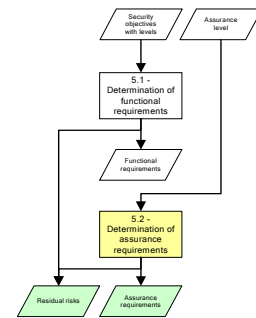 Security
objectives
with levels
Assurance
level
5.1 -
Determination of
functional
requirements
Functional
requirements
5.2 -
Determination of
assurance
requirements
Residual risks
Assurance
requirements